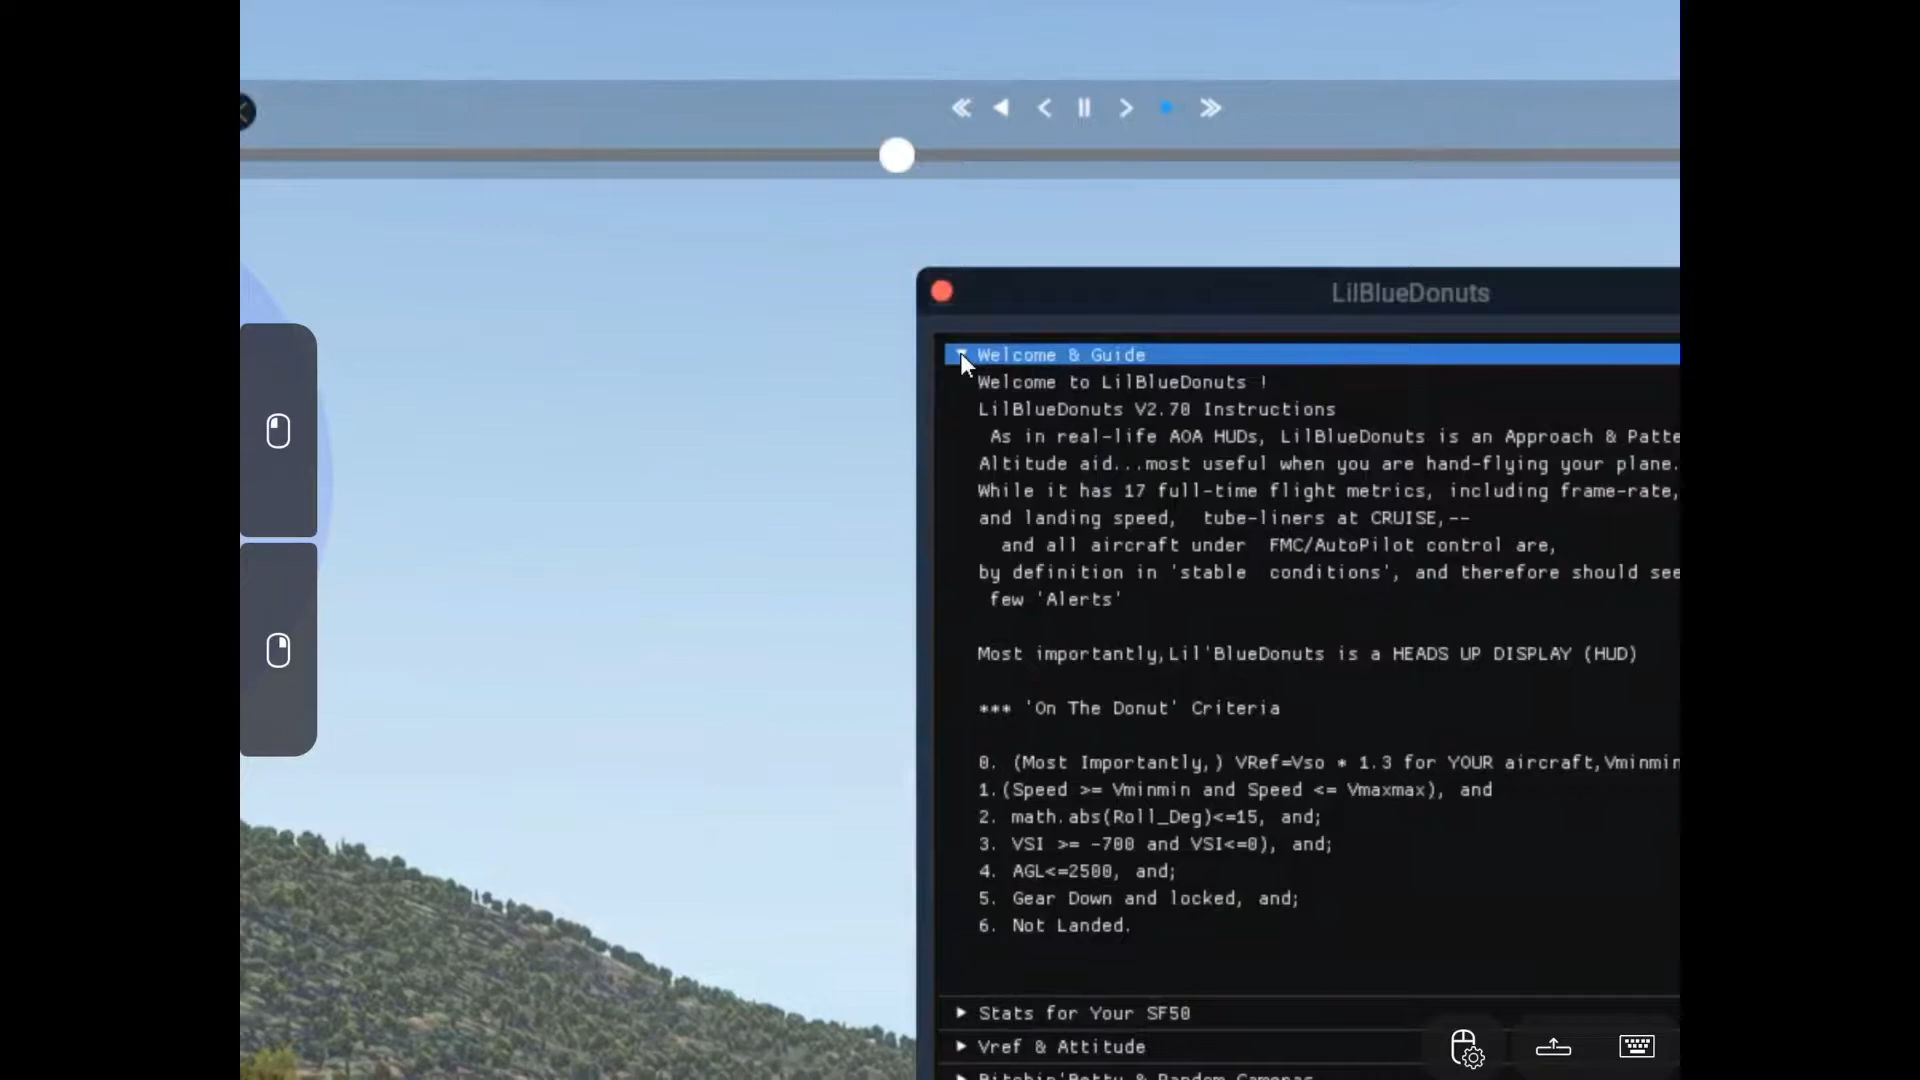 LilBlueDonuts
Welcome & Guide
Welcome to LilBlueDonuts !
LilBlueDonuts V2.70 Instructions
As in real-life AOA HUDs, LilBlueDonuts is an Approach & Patte
Altitude aid...most useful when you are hand-flying your plane.
While it has 17 full-time flight metrics, including frame-rate,
and landing speed, tube-liners at CRUISE,--
and all aircraft under FMC/AutoPilot control are,
by definition in 'stable conditions', and therefore should see
few 'Alerts'
Most importantly,Lil'BlueDonuts is a HEADS UP DISPLAY (HUD)
*** 'On The Donut' Criteria
0. (Most Importantly,) VRef=Vso * 1.3 for YOUR aircraft,Vminmin
1.(Speed >= Vminmin and Speed <= Vmaxmax), and
2. math.abs(Roll_Deg)<=15, and;
3. VSI >= -700 and VSI<=0), and;
4. AGL<=2500, and;
5. Gear Down and locked, and;
6. Not Landed.
Stats for Your SF50
Vref & Attitude
Bitchin'Betty & Random Cameras